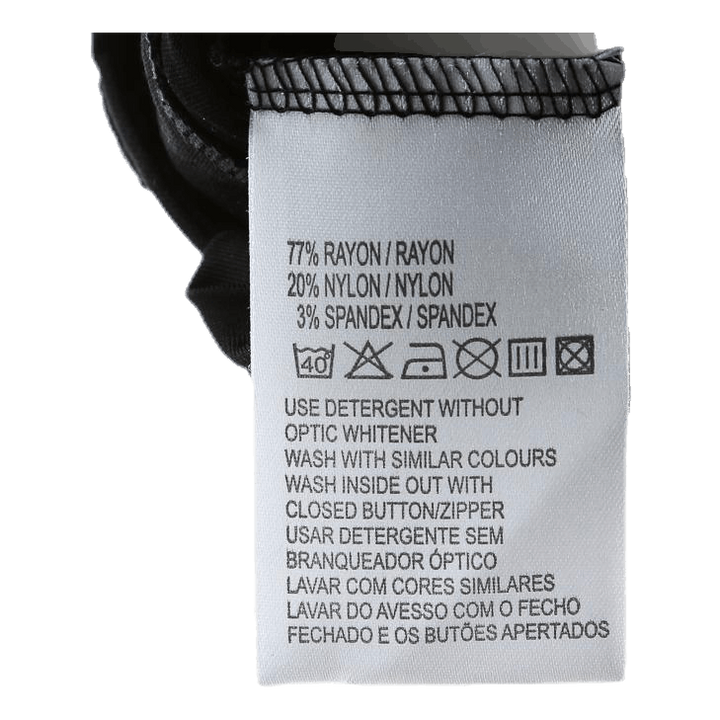 77% RAYON / RAYON
20% NYLON / NYLON
3% SPANDEX / SPANDEX
40°
USE DETERGENT WITHOUT
OPTIC WHITENER
WASH WITH SIMILAR COLOURS
WASH INSIDE OUT WITH
CLOSED BUTTON/ZIPPER
USAR DETERGENTE SEM
BRANQUEADOR ÓPTICO
LAVAR COM CORES SIMILARES
LAVAR DO AVESSO COM O FECHO
FECHADO E OS BUTÕES APERTADOS